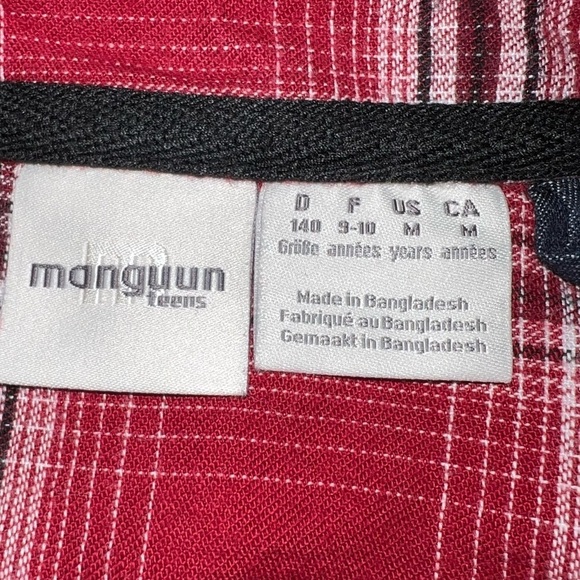 manguun
teens
D F US CA
140 9-10 M M
Größe années years années
Made in Bangladesh
Fabriqué au Bangladesh
Gemaakt in Bangladesh